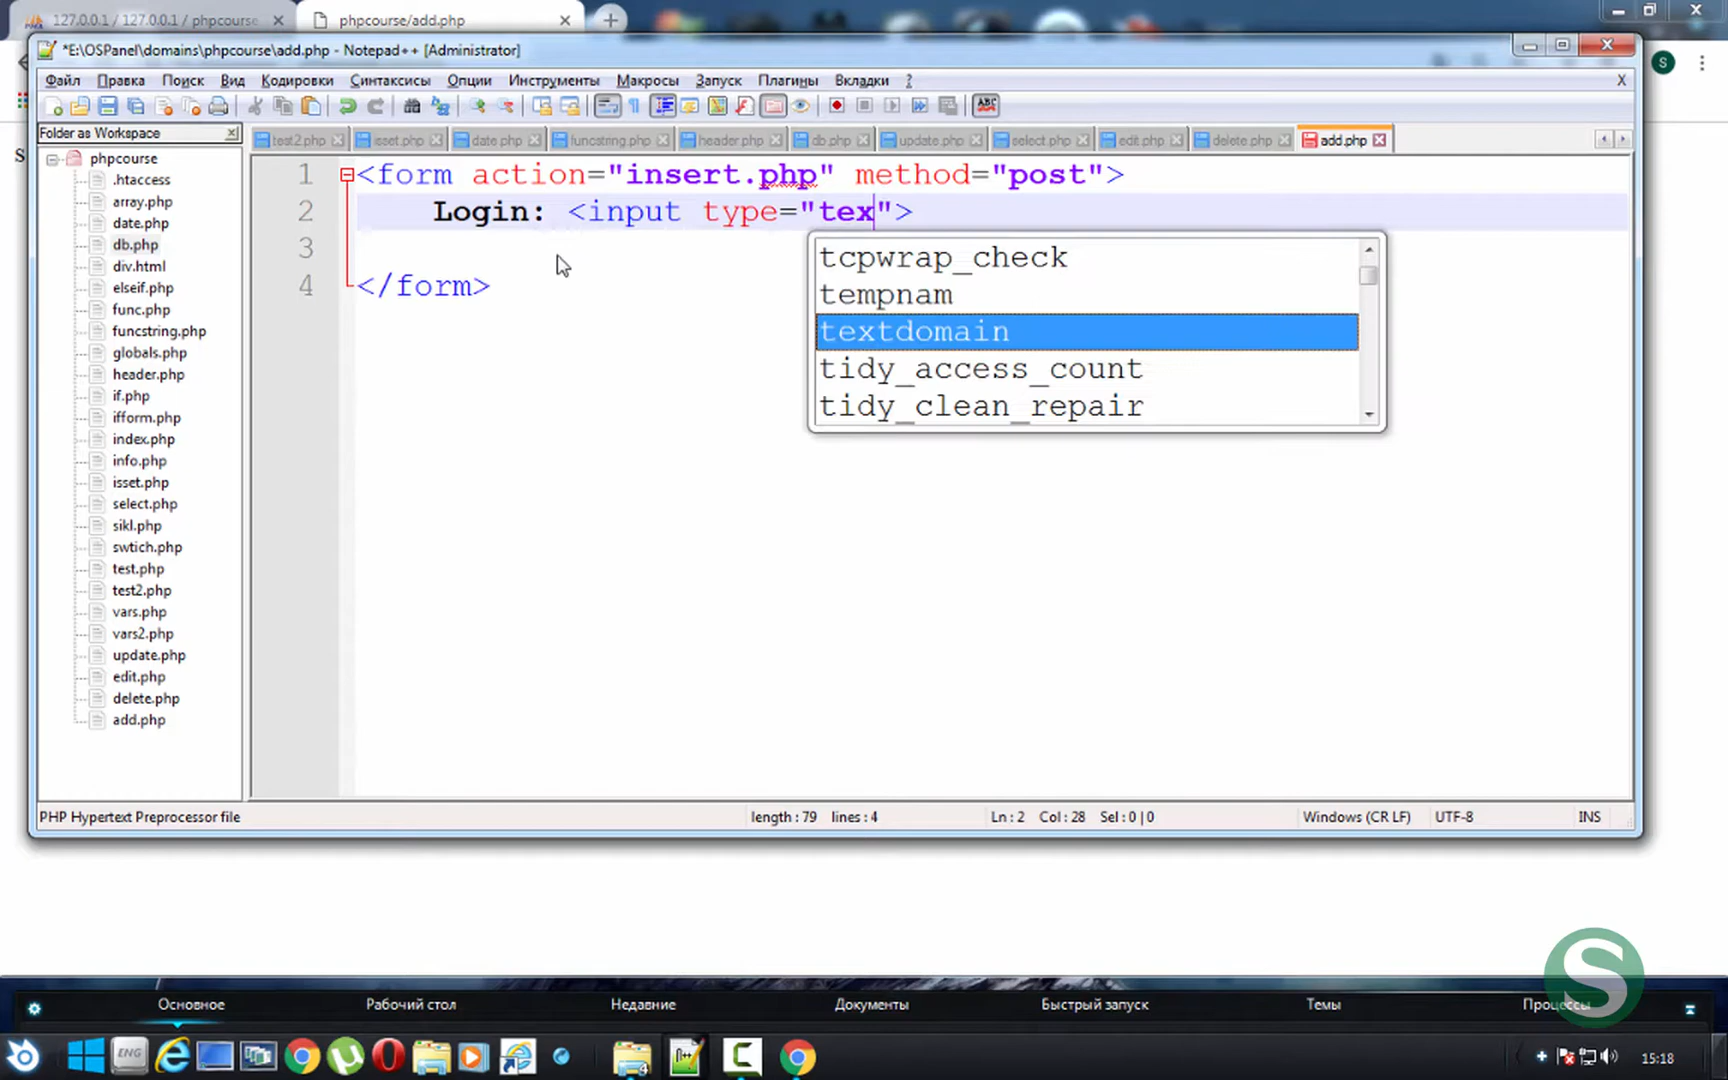 127.0.0.1 / 127.0.0.1 / phpcourse
phpcourse/add.php
*E:\OSPanel\domains\phpcourse\add.php - Notepad++ [Administrator]
S
Файл Правка Поиск Вид Кодировки Синтаксисы Опции Инструменты Макросы Запуск Плагины Вкладки ? X
ABC
Folder as Workspace
test2.php isset.php date.php funcstring.php header.php db.php update.php select.php edit.php delete.php add.php
phpcourse
.htaccess
array.php
date.php
db.php
div.html
elseif.php
func.php
funcstring.php
globals.php
header.php
if.php
ifform.php
index.php
info.php
isset.php
select.php
sikl.php
swtich.php
test.php
test2.php
vars.php
vars2.php
update.php
edit.php
delete.php
add.php
S
1 <form action="insert.php" method="post">
2 Login: <input type="tex">
3
4 </form>
tcpwrap_check
tempnam
textdomain
tidy_access_count
tidy_clean_repair
PHP Hypertext Preprocessor file length : 79 lines : 4 Ln : 2 Col : 28 Sel : 0 | 0 Windows (CR LF) UTF-8 INS
S
Основное Рабочий стол Недавние Документы Быстрый запуск Темы Процессы
ENG
15:18